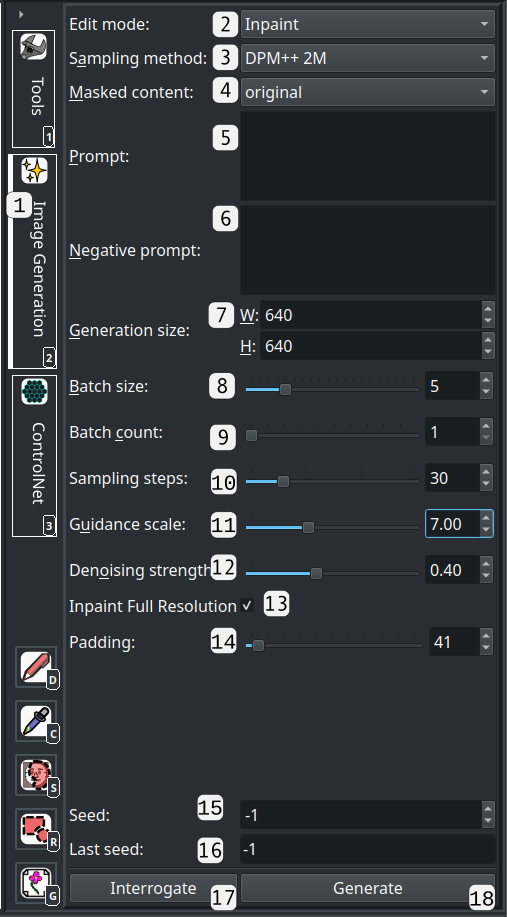 Tools
1
1
Image Generation
2
ControlNet
3
D
C
S
R
G
Edit mode: 2 Inpaint
Sampling method: 3 DPM++ 2M
Masked content: 4 original
Prompt: 5
Negative prompt: 6
Generation size: 7 W: 640
H: 640
Batch size: 8 5
Batch count: 9 1
Sampling steps: 10 30
Guidance scale: 11 7.00
Denoising strength 12 0.40
Inpaint Full Resolution 13
Padding: 14 41
Seed: 15 -1
Last seed: 16 -1
Interrogate 17 Generate 18